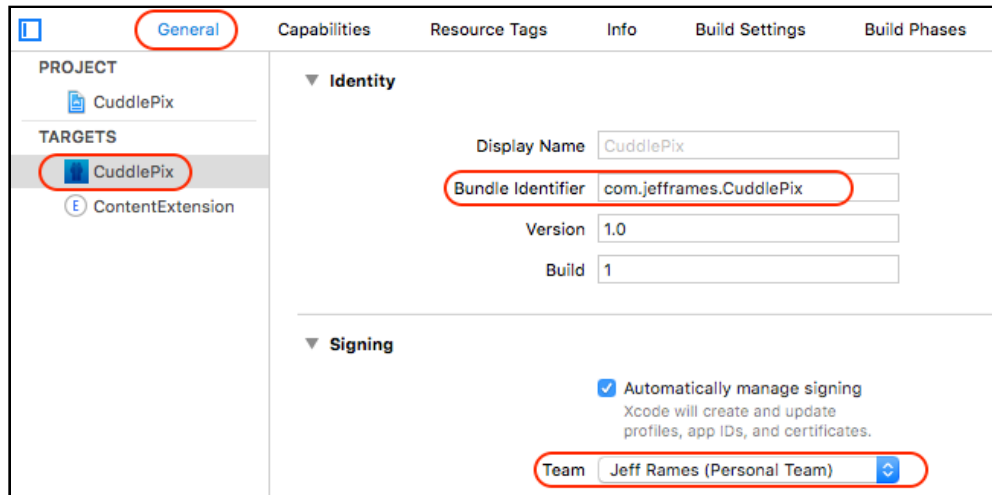 General Capabilities Resource Tags Info Build Settings Build Phases
PROJECT
CuddlePix
TARGETS
CuddlePix
E ContentExtension
Identity
Display Name CuddlePix
Bundle Identifier com.jefframes.CuddlePix
Version 1.0
Build 1
Signing
Automatically manage signing
Xcode will create and update
profiles, app IDs, and certificates.
Team Jeff Rames (Personal Team)